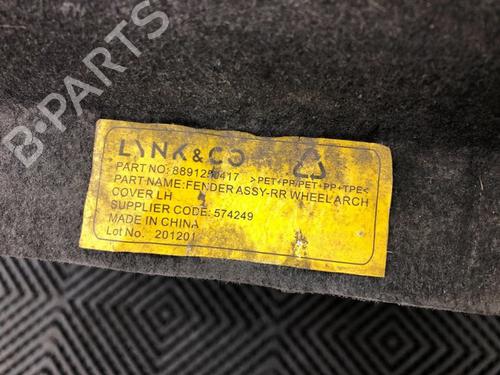 B-PARTS
LYNK&CO
PART NO: 8891250417 >PET+PP/PET+PP+TPE<
PART NAME:FENDER ASSY-RR WHEEL ARCH
COVER LH
SUPPLIER CODE: 574249
MADE IN CHINA
Lot No. 201201